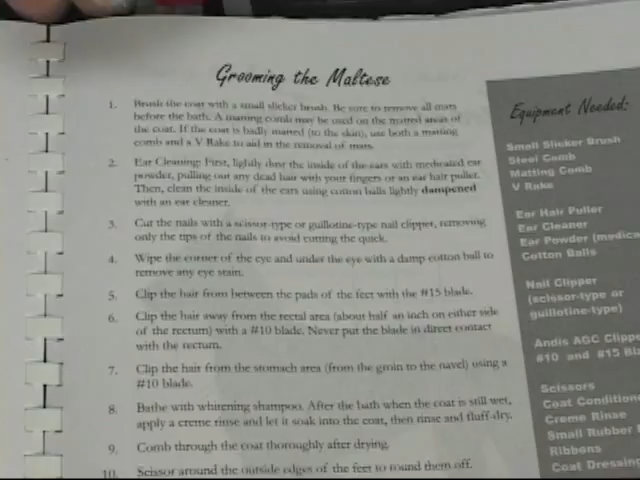 Grooming the Maltese
1. Brush the coat with a small slicker brush. Be sure to remove all mats
before the bath. A matting comb may be used on the matted areas of
the coat. If the coat is badly matted (to the skin), use both a matting
comb and a V Rake to aid in the removal of mats.
2. Ear Cleaning: First, lightly dust the inside of the ears with medicated ear
powder, pulling out any dead hair with your fingers or an ear hair puller.
Then, clean the inside of the ears using cotton balls lightly dampened
with an ear cleaner.
3. Cut the nails with a scissor-type or guillotine-type nail clipper, removing
only the tips of the nails to avoid cutting the quick.
4. Wipe the corner of the eye and under the eye with a damp cotton ball to
remove any eye stain.
5. Clip the hair from between the pads of the feet with the #15 blade.
6. Clip the hair away from the rectal area (about half an inch on either side
of the rectum) with a #10 blade. Never put the blade in direct contact
with the rectum.
7. Clip the hair from the stomach area (from the groin to the navel) using a
#10 blade.
8. Bathe with whitening shampoo. After the bath when the coat is still wet,
apply a creme rinse and let it soak into the coat, then rinse and fluff-dry.
9. Comb through the coat thoroughly after drying.
10. Scissor around the outside edges of the feet to round them off.
Equipment Needed:
Small Slicker Brush
Steel Comb
Matting Comb
V Rake
Ear Hair Puller
Ear Cleaner
Ear Powder (medica
Cotton Balls
Nail Clipper
(scissor-type or
guillotine-type)
Andis AGC Clippe
#10 and #15 Bl
Scissors
Coat Condition
Creme Rinse
Small Rubber
Ribbons
Coat Dressing